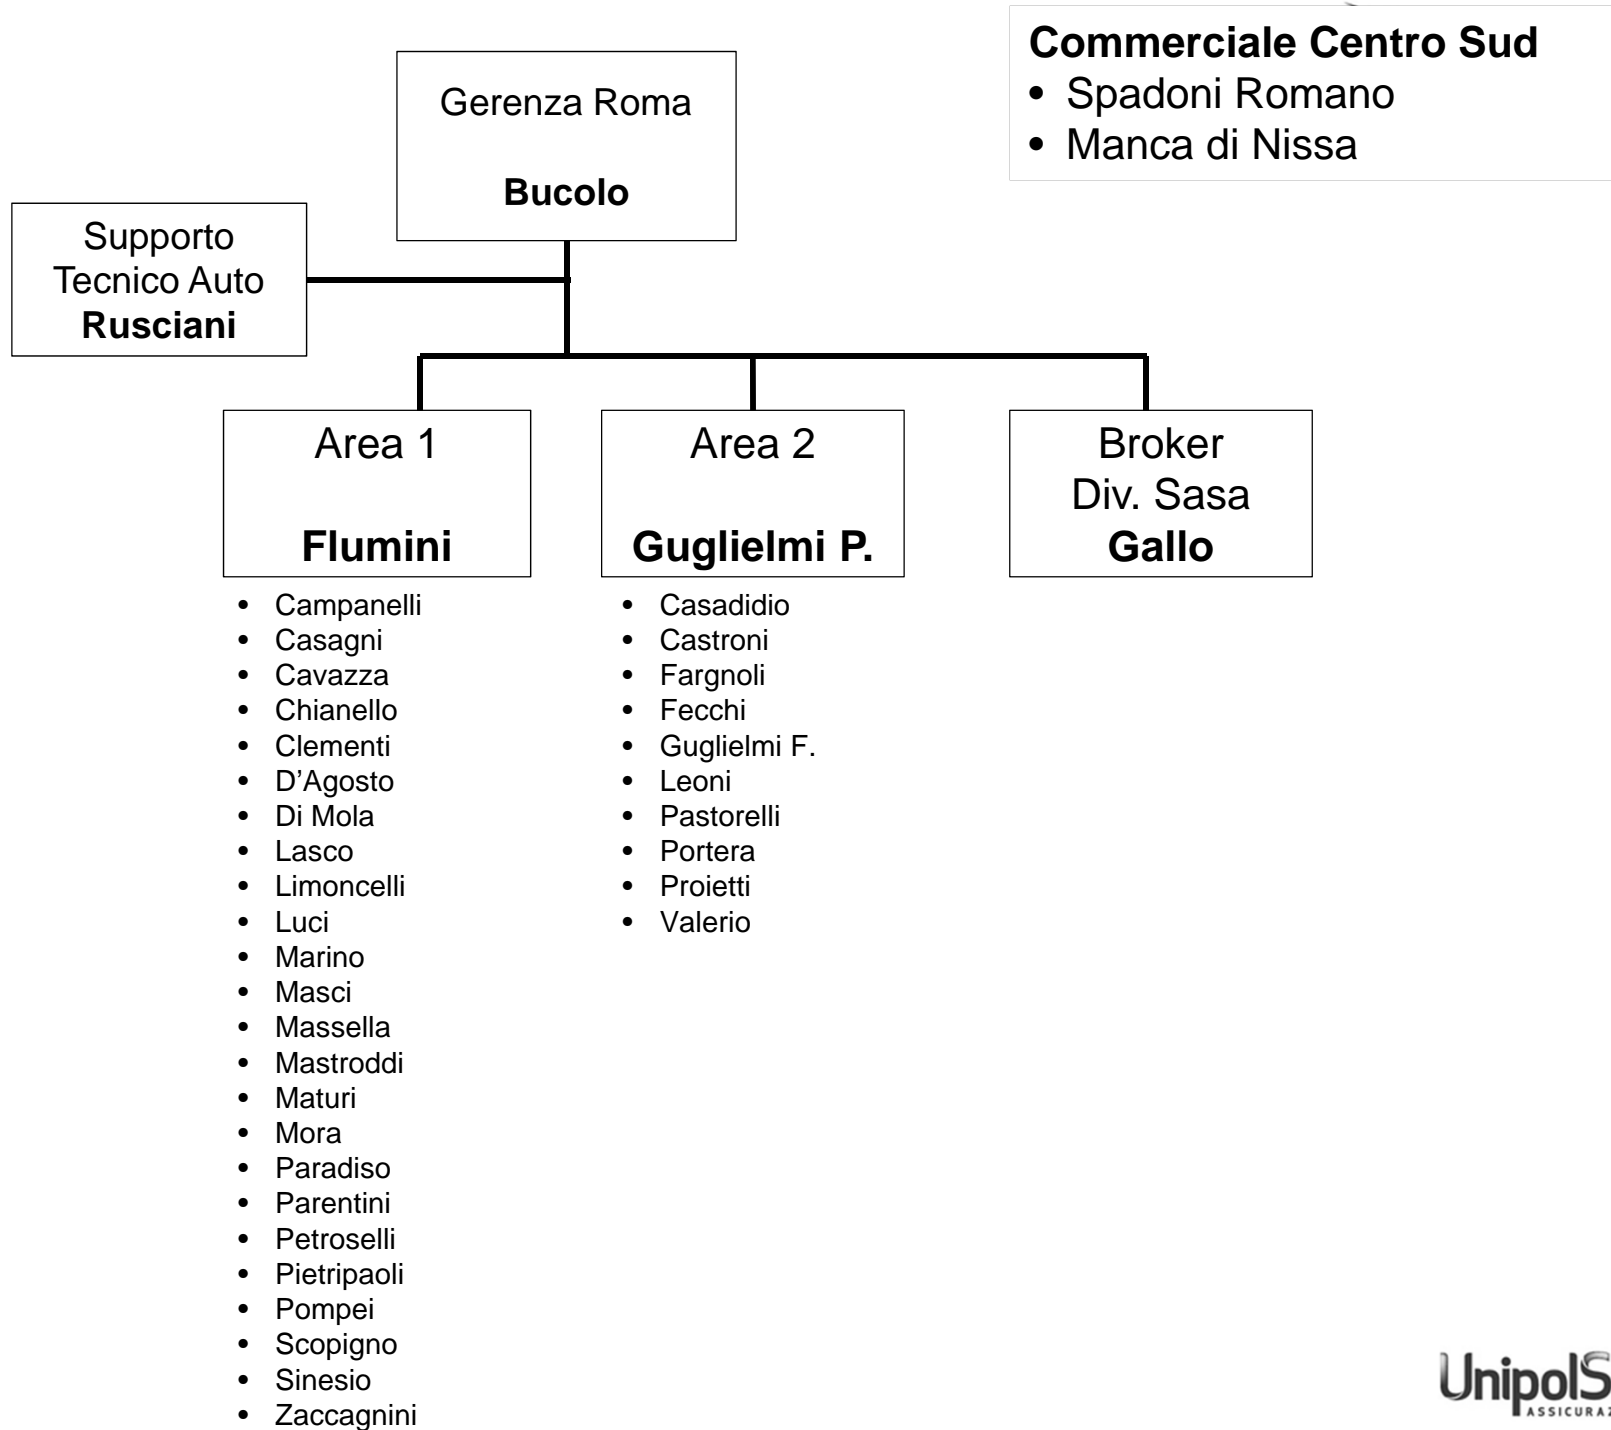 Commerciale Centro Sud
• Spadoni Romano
• Manca di Nissa
Gerenza Roma
Bucolo
Supporto
Tecnico Auto
Rusciani
Area 1
Flumini
• Campanelli
• Casagni
• Cavazza
• Chianello
• Clementi
• D’Agosto
• Di Mola
• Lasco
• Limoncelli
• Luci
• Marino
• Masci
• Massella
• Mastroddi
• Maturi
• Mora
• Paradiso
• Parentini
• Petroselli
• Pietripaoli
• Pompei
• Scopigno
• Sinesio
• Zaccagnini
Area 2
Guglielmi P.
• Casadidio
• Castroni
• Fargnoli
• Fecchi
• Guglielmi F.
• Leoni
• Pastorelli
• Portera
• Proietti
• Valerio
Broker
Div. Sasa
Gallo
UnipolS
ASSICURAZ